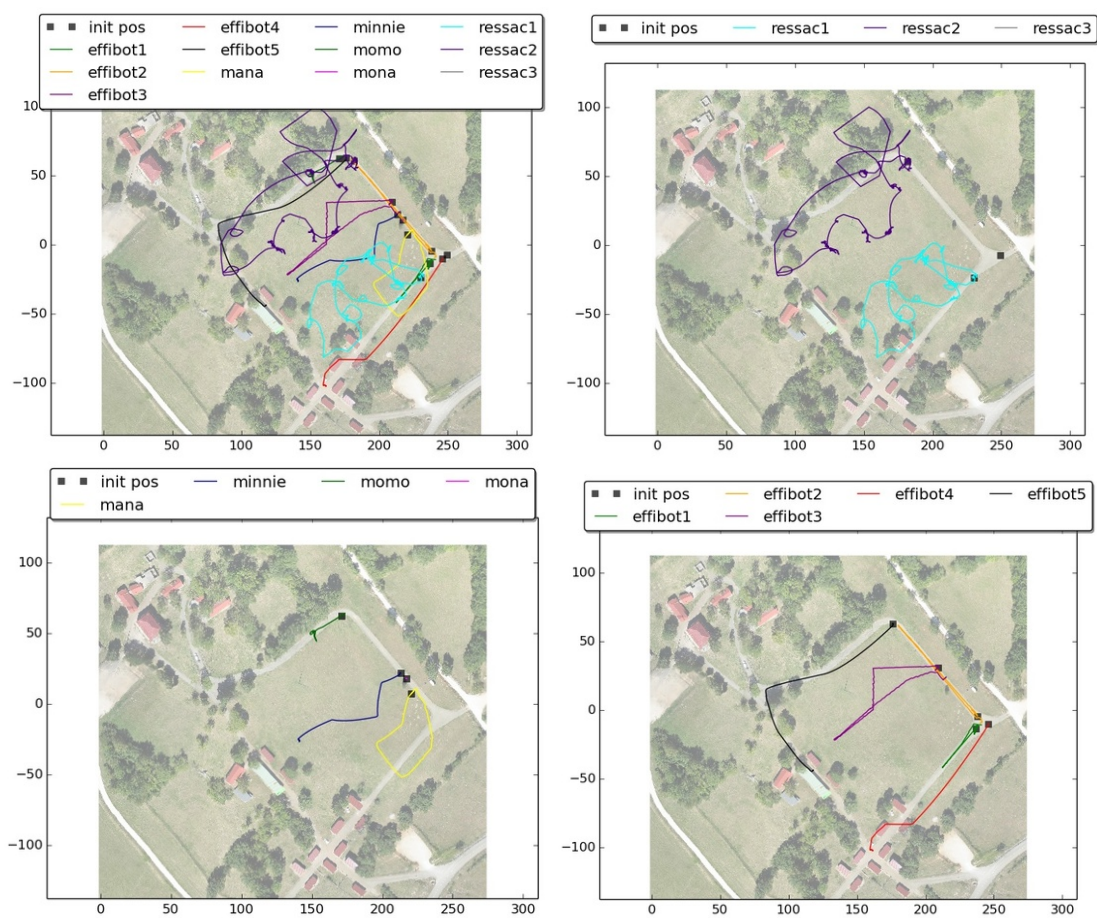 init pos effibot4 minnie ressac1
effibot1 effibot5 momo ressac2
effibot2 mana mona ressac3
effibot3
10
50
0
−50
−100
0 50 100 150 200 250 300
init pos ressac1 ressac2 ressac3
100
50
0
−50
−100
0 50 100 150 200 250 300
init pos minnie momo mona
mana
100
50
0
−50
−100
0 50 100 150 200 250 300
init pos effibot2 effibot4 effibot5
effibot1 effibot3
100
50
0
−50
−100
0 50 100 150 200 250 300